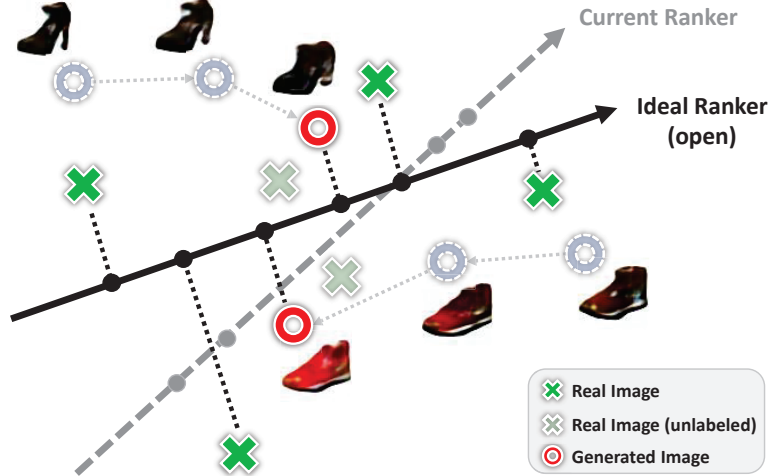 Current Ranker
Ideal Ranker
(open)
Real Image
Real Image (unlabeled)
Generated Image